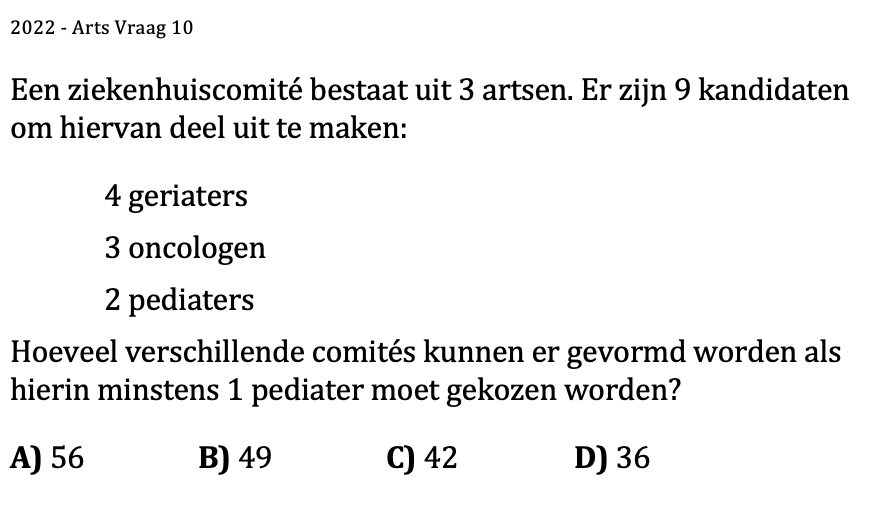 2022 - Arts Vraag 10
Een ziekenhuiscomité bestaat uit 3 artsen. Er zijn 9 kandidaten
om hiervan deel uit te maken:
4 geriaters
3 oncologen
2 pediaters
Hoeveel verschillende comités kunnen er gevormd worden als
hierin minstens 1 pediater moet gekozen worden?
A) 56 B) 49 C) 42 D) 36